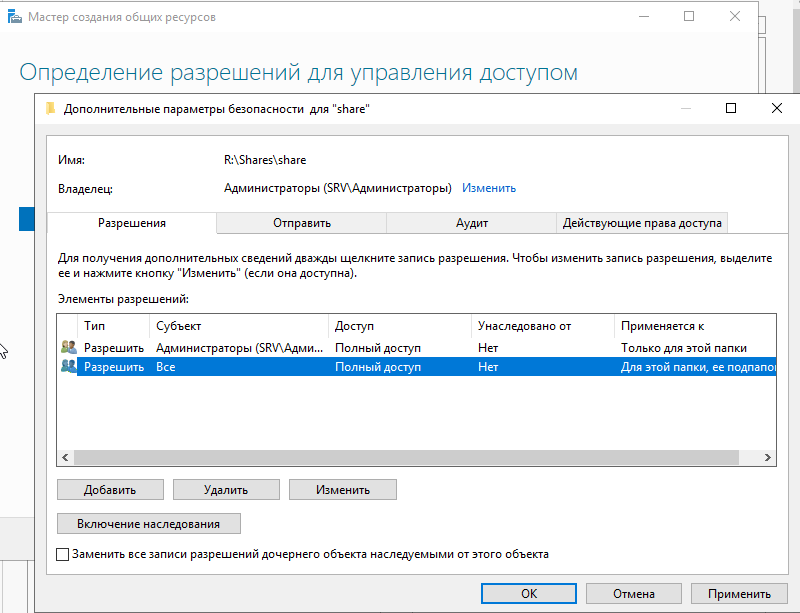 Мастер создания общих ресурсов
Определение разрешений для управления доступом
Дополнительные параметры безопасности для "share"
Имя: R:\Shares\share
Владелец: Администраторы (SRV\Администраторы) Изменить
Разрешения Отправить Аудит Действующие права доступа
Для получения дополнительных сведений дважды щелкните запись разрешения. Чтобы изменить запись разрешения, выделите
ее и нажмите кнопку "Изменить" (если она доступна).
Элементы разрешений:
Тип Субъект Доступ Унаследовано от Применяется к
Разрешить Администраторы (SRV\Адми... Полный доступ Нет Только для этой папки
Разрешить Все Полный доступ Нет Для этой папки, ее подпапо
Добавить Удалить Изменить
Включение наследования
Заменить все записи разрешений дочернего объекта наследуемыми от этого объекта
ОК Отмена Применить